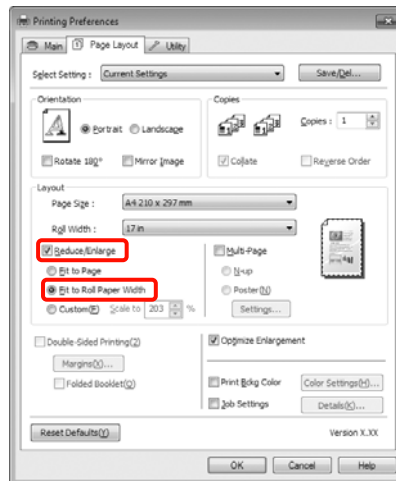 Printing Preferences
Main Page Layout Utility
Select Setting : Current Settings Save/Del...
Orientation Copies
Portrait Landscape Copies : 1
Rotate 180° Mirror Image Collate Reverse Order
Layout
Page Size : A4 210 x 297 mm
Roll Width : 17 in
Reduce/Enlarge Multi-Page
Fit to Page N-up
Fit to Roll Paper Width Poster(N)
Custom(F) Scale to 203 % Settings...
Double-Sided Printing(2) Optimize Enlargement
Margins(X)...
Folded Booklet(O) Print Bckg Color Color Settings(H)...
Job Settings Details(K)...
Reset Defaults(Y) Version X.XX
OK Cancel Help